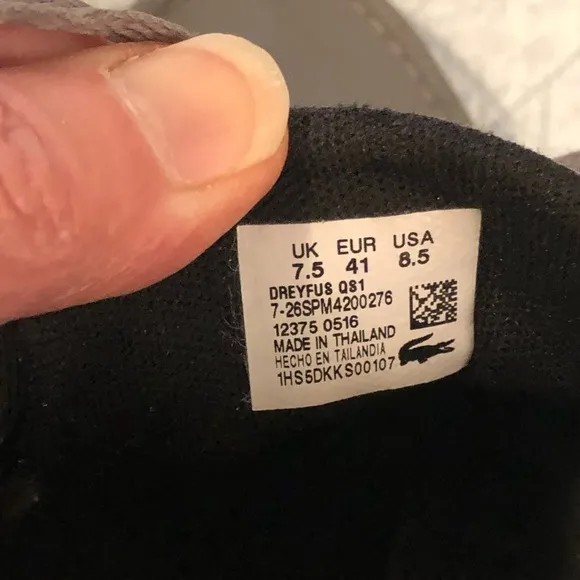 UK EUR USA
7.5 41 8.5
DREYFUS QS1
7-26SPM4200276
12375 0516
MADE IN THAILAND
HECHO EN TAILANDIA
1HS5DKKS00107